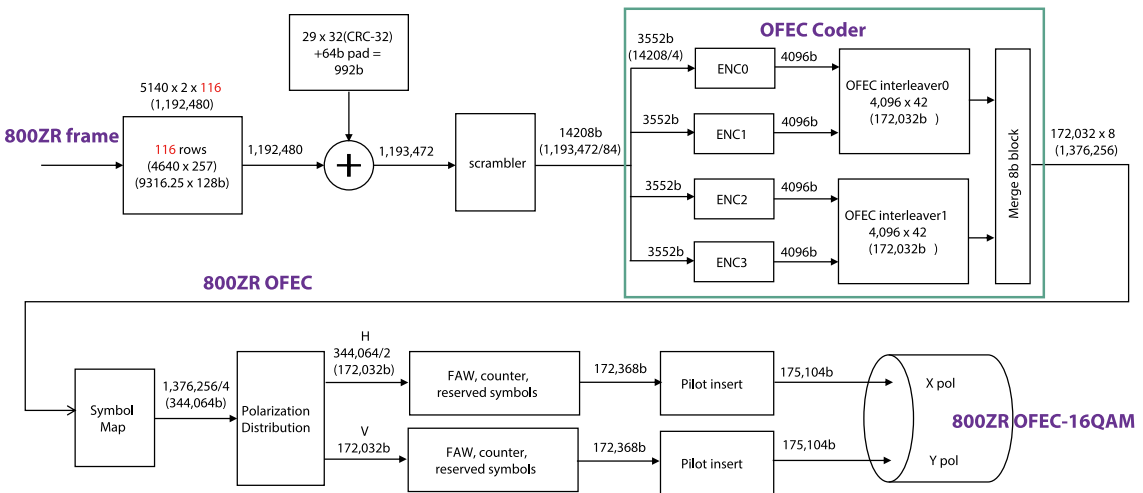 29 x 32(CRC-32)
+64b pad =
992b
5140 x 2 x 116
(1,192,480)
800ZR frame
116 rows
(4640 x 257)
(9316.25 x 128b)
1,192,480
+
1,193,472
scrambler
14208b
(1,193,472/84)
OFEC Coder
3552b
(14208/4)
ENC0
4096b
3552b
ENC1
4096b
OFEC interleaver0
4,096 x 42
(172,032b )
3552b
ENC2
4096b
3552b
ENC3
4096b
OFEC interleaver1
4,096 x 42
(172,032b )
Merge 8b block
172,032 x 8
(1,376,256)
800ZR OFEC
Symbol
Map
1,376,256/4
(344,064b)
Polarization
Distribution
H
344,064/2
(172,032b)
FAW, counter,
reserved symbols
172,368b
Pilot insert
175,104b
X pol
V
172,032b
FAW, counter,
reserved symbols
172,368b
Pilot insert
175,104b
Y pol
800ZR OFEC-16QAM